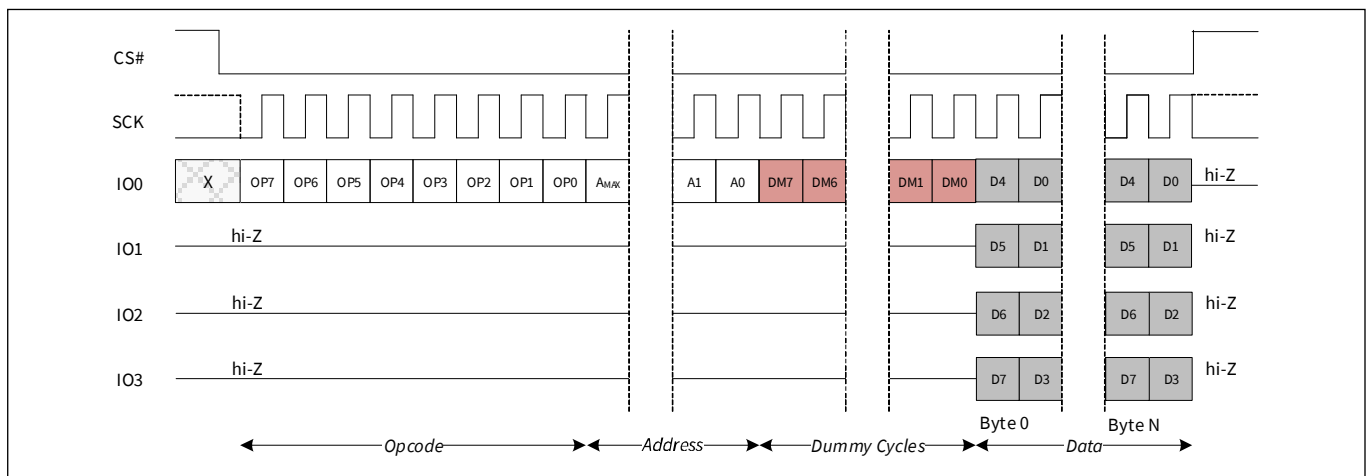 CS#
SCK
IO0 X OP7 OP6 OP5 OP4 OP3 OP2 OP1 OP0 AMAX A1 A0 DM7 DM6 DM1 DM0 D4 D0 D4 D0 hi-Z
IO1 hi-Z D5 D1 D5 D1 hi-Z
IO2 hi-Z D6 D2 D6 D2 hi-Z
IO3 hi-Z D7 D3 D7 D3 hi-Z
Byte 0 Byte N
Opcode Address Dummy Cycles Data